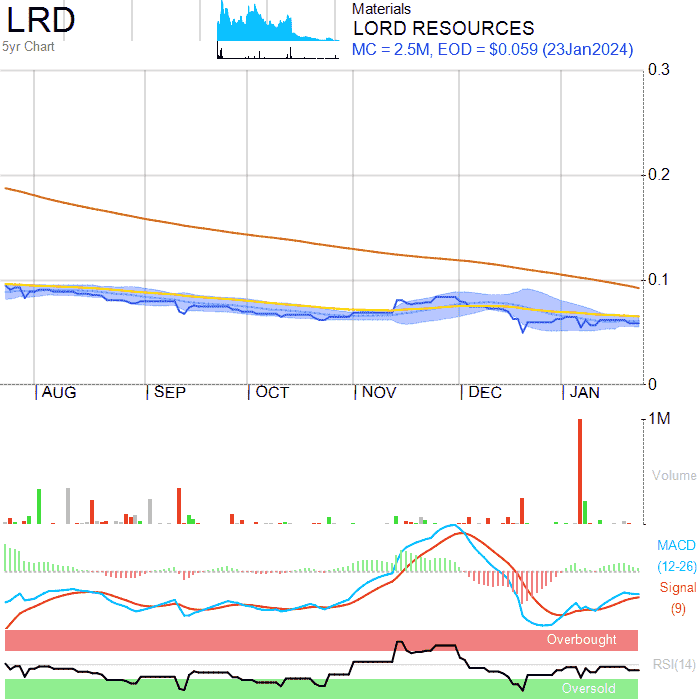 LRD
5yr Chart
Materials
LORD RESOURCES
MC = 2.5M, EOD = $0.059 (23Jan2024)
0.3
0.2
0.1
0
AUG
SEP
OCT
NOV
DEC
JAN
1M
Volume
MACD
(12-26)
Signal
(9)
Overbought
RSI(14)
Oversold